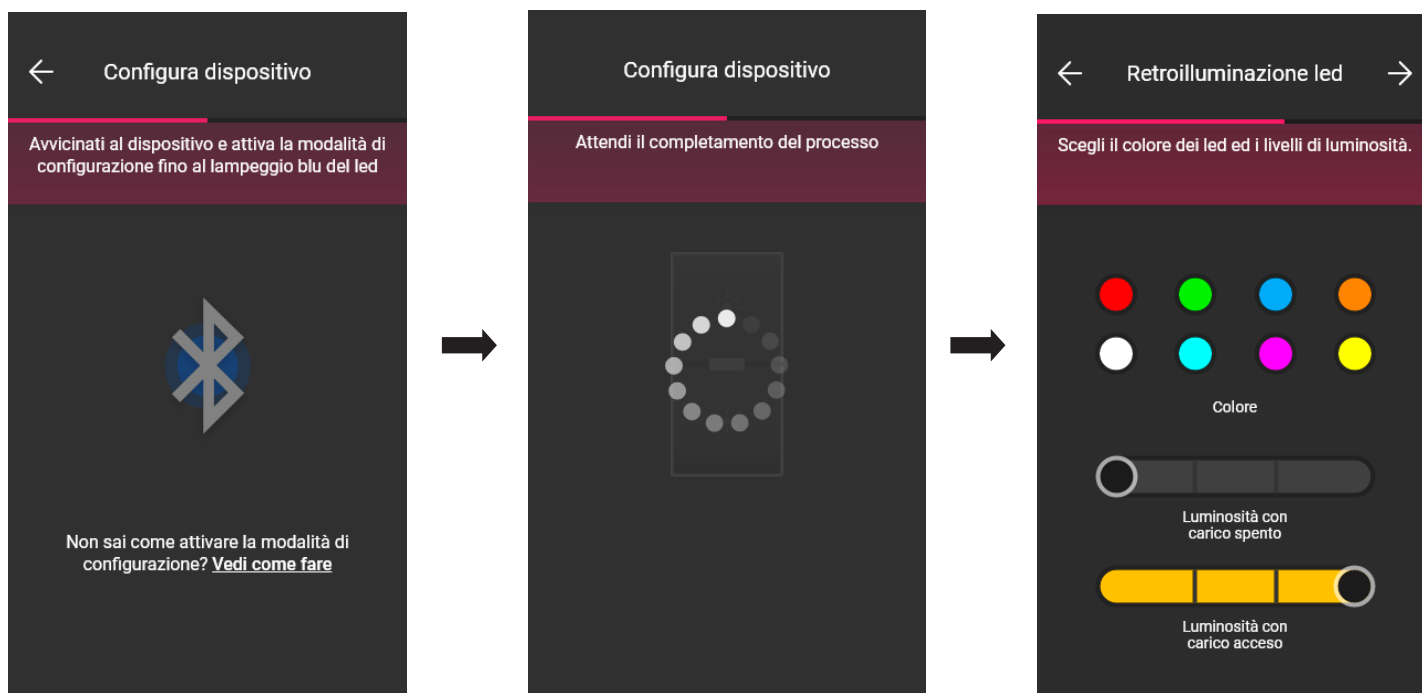 Configura dispositivo
Avvicinati al dispositivo e attiva la modalità di
configurazione fino al lampeggio blu del led
Non sai come attivare la modalità di
configurazione? Vedi come fare
Configura dispositivo
Attendi il completamento del processo
Retroilluminazione led
Scegli il colore dei led ed i livelli di luminosità.
Colore
Luminosità con
carico spento
Luminosità con
carico acceso